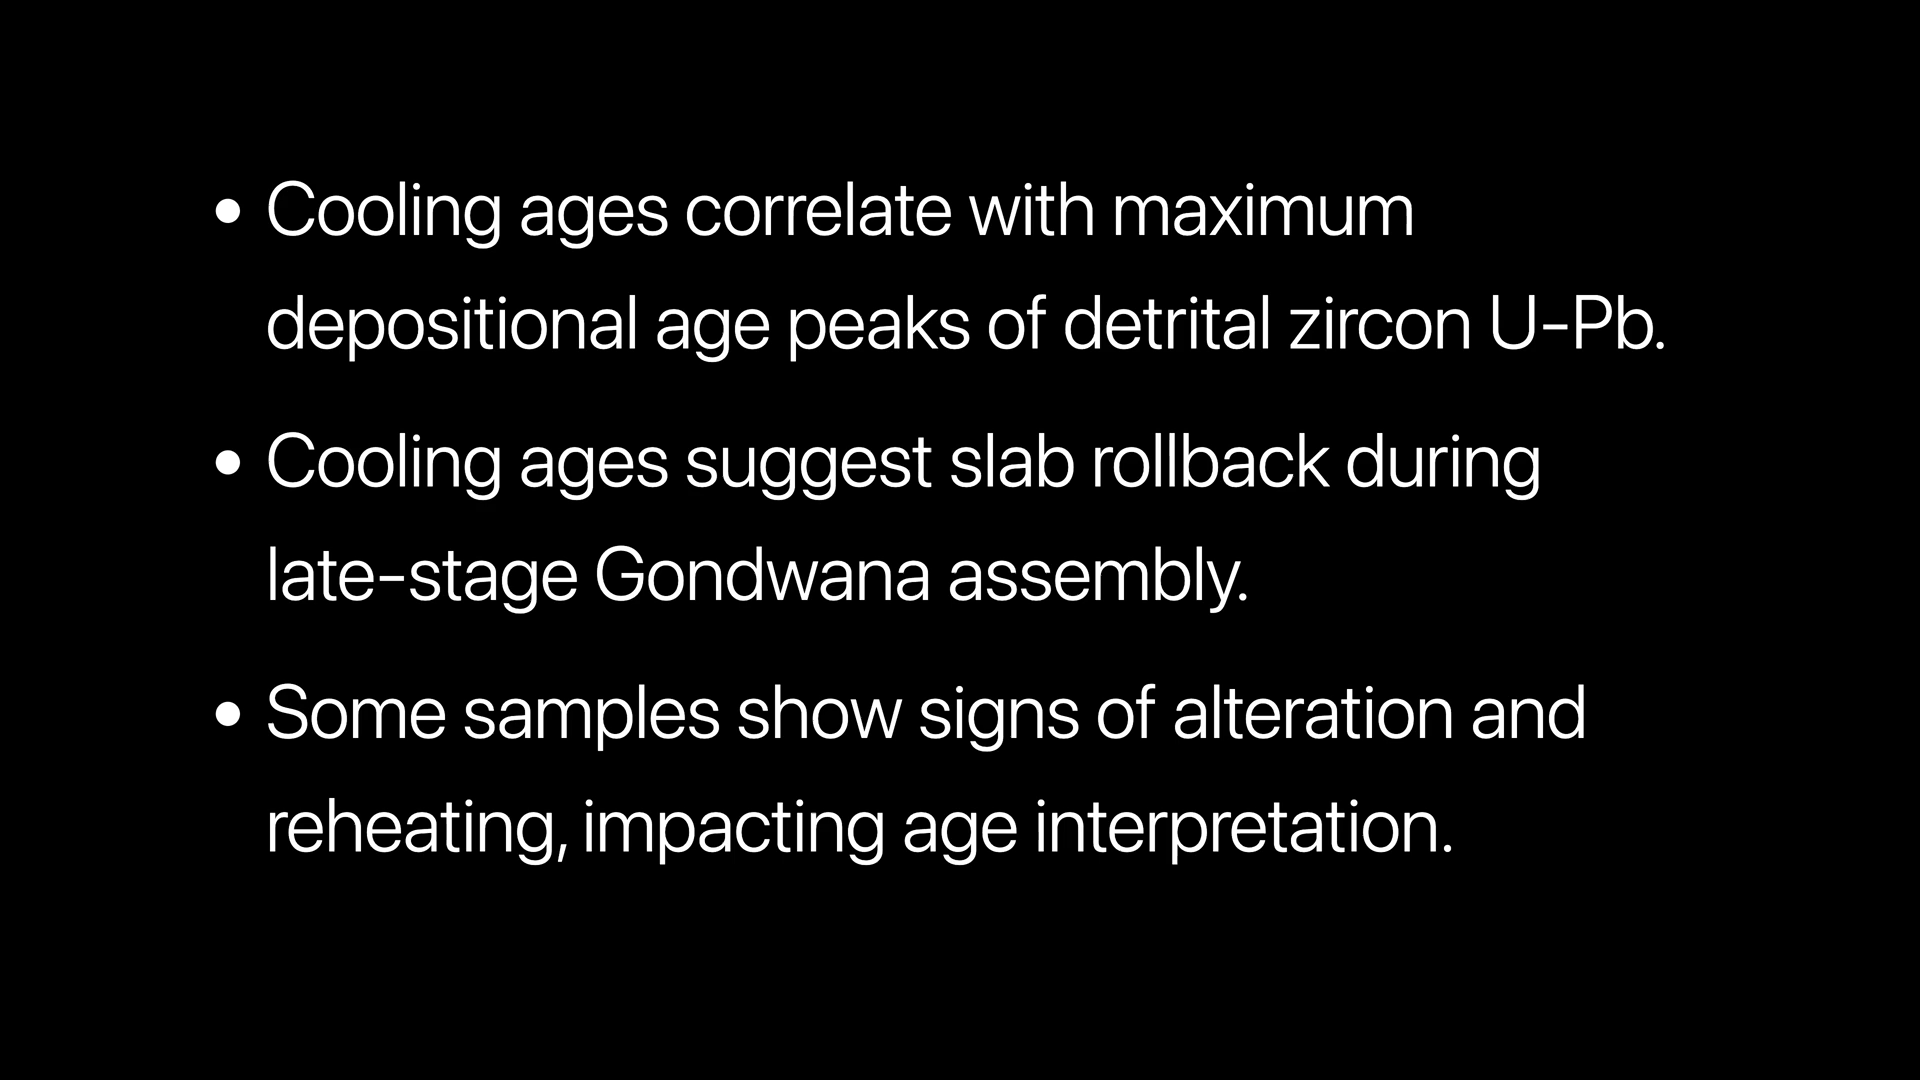 • Cooling ages correlate with maximum
depositional age peaks of detrital zircon U-Pb.
• Cooling ages suggest slab rollback during
late-stage Gondwana assembly.
• Some samples show signs of alteration and
reheating, impacting age interpretation.